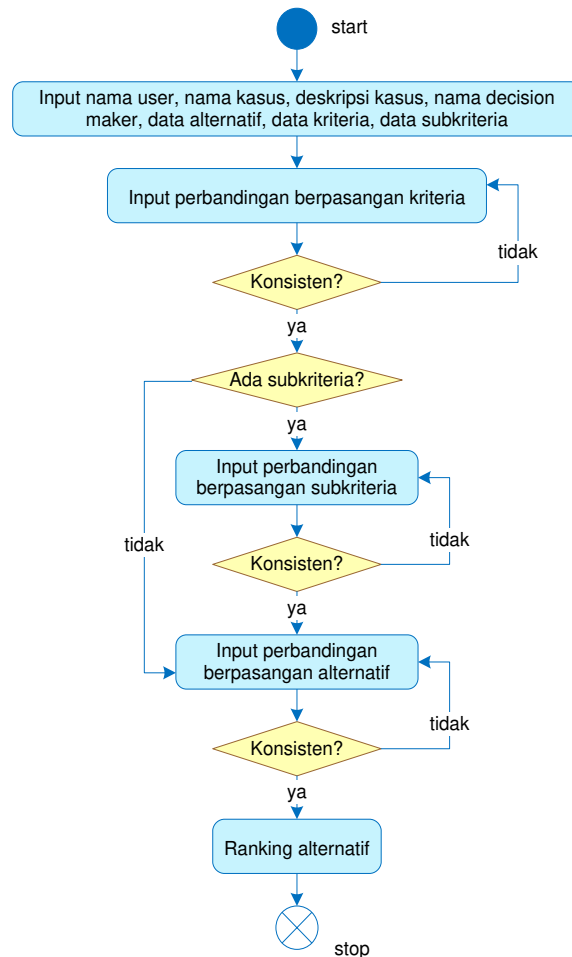 start
Input nama user, nama kasus, deskripsi kasus, nama decision
maker, data alternatif, data kriteria, data subkriteria
Input perbandingan berpasangan kriteria
tidak
Konsisten?
ya
Ada subkriteria?
ya
Input perbandingan
berpasangan subkriteria
tidak
tidak
Konsisten?
ya
Input perbandingan
berpasangan alternatif
tidak
Konsisten?
ya
Ranking alternatif
stop